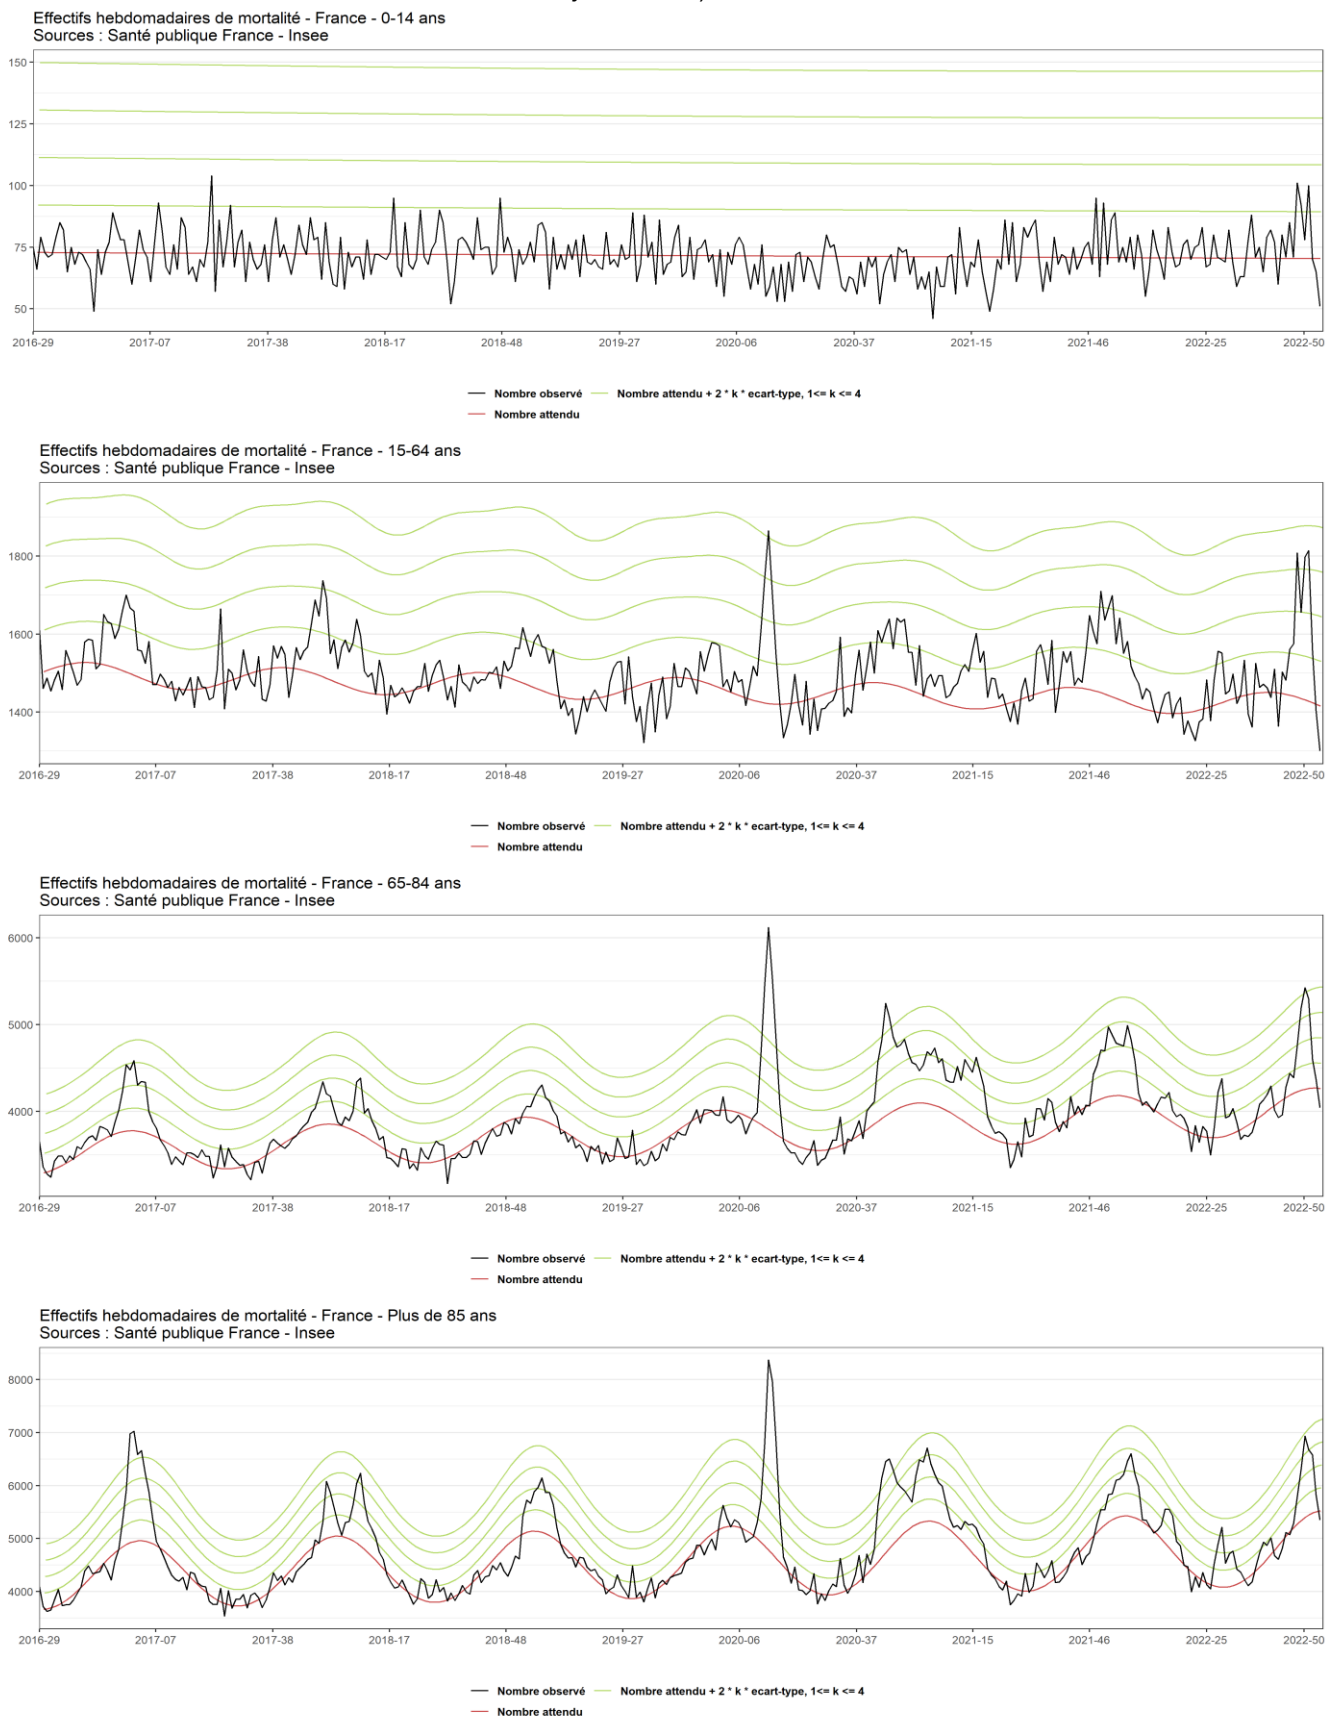 Effectifs hebdomadaires de mortalité - France - 0-14 ans
Sources : Santé publique France - Insee
150
125
100
75
50
2016-29 2017-07 2017-38 2018-17 2018-48 2019-27 2020-06 2020-37 2021-15 2021-46 2022-25 2022-50
Nombre observé Nombre attendu + 2 * k * ecart-type, 1<= k <= 4
Nombre attendu
Effectifs hebdomadaires de mortalité - France - 15-64 ans
Sources : Santé publique France - Insee
1800
1600
1400
2016-29 2017-07 2017-38 2018-17 2018-48 2019-27 2020-06 2020-37 2021-15 2021-46 2022-25 2022-50
Nombre observé Nombre attendu + 2 * k * ecart-type, 1<= k <= 4
Nombre attendu
Effectifs hebdomadaires de mortalité - France - 65-84 ans
Sources : Santé publique France - Insee
6000
5000
4000
2016-29 2017-07 2017-38 2018-17 2018-48 2019-27 2020-06 2020-37 2021-15 2021-46 2022-25 2022-50
Nombre observé Nombre attendu + 2 * k * ecart-type, 1<= k <= 4
Nombre attendu
Effectifs hebdomadaires de mortalité - France - Plus de 85 ans
Sources : Santé publique France - Insee
8000
7000
6000
5000
4000
2016-29 2017-07 2017-38 2018-17 2018-48 2019-27 2020-06 2020-37 2021-15 2021-46 2022-25 2022-50
Nombre observé Nombre attendu + 2 * k * ecart-type, 1<= k <= 4
Nombre attendu